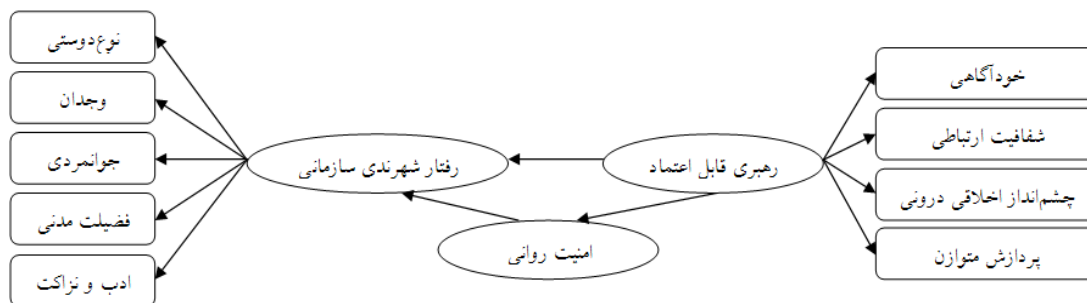 خودآگاهی
شفافیت ارتباطی
چشم‌انداز اخلاقی درونی
پردازش متوازن
رهبری قابل اعتماد
امنیت روانی
رفتار شهرندی سازمانی
نوع‌دوستی
وجدان
جوانمردی
فضیلت مدنی
ادب و نزاکت